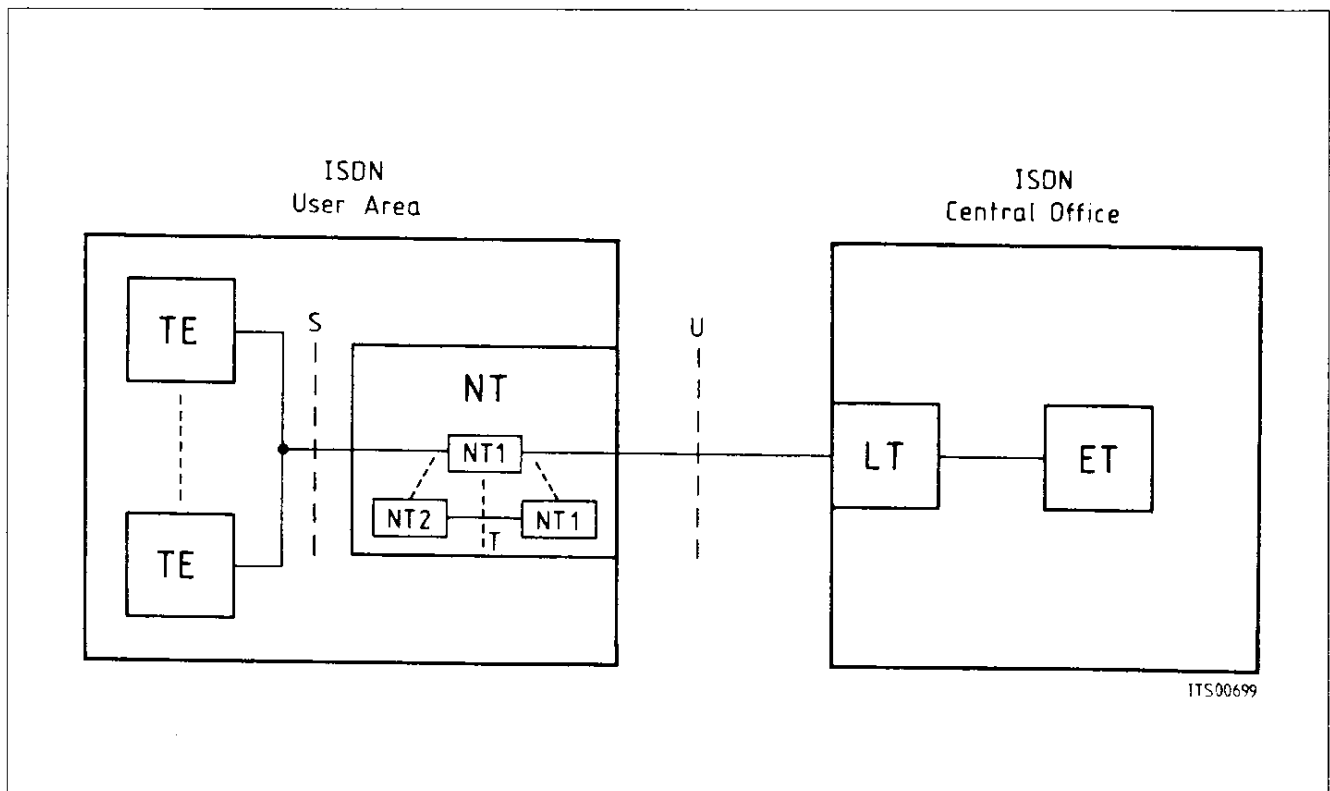 ISDN
User Area
ISDN
Central Office
TE
S
U
NT
NT1
LT
ET
NT2
NT1
T
TE
ITS00699